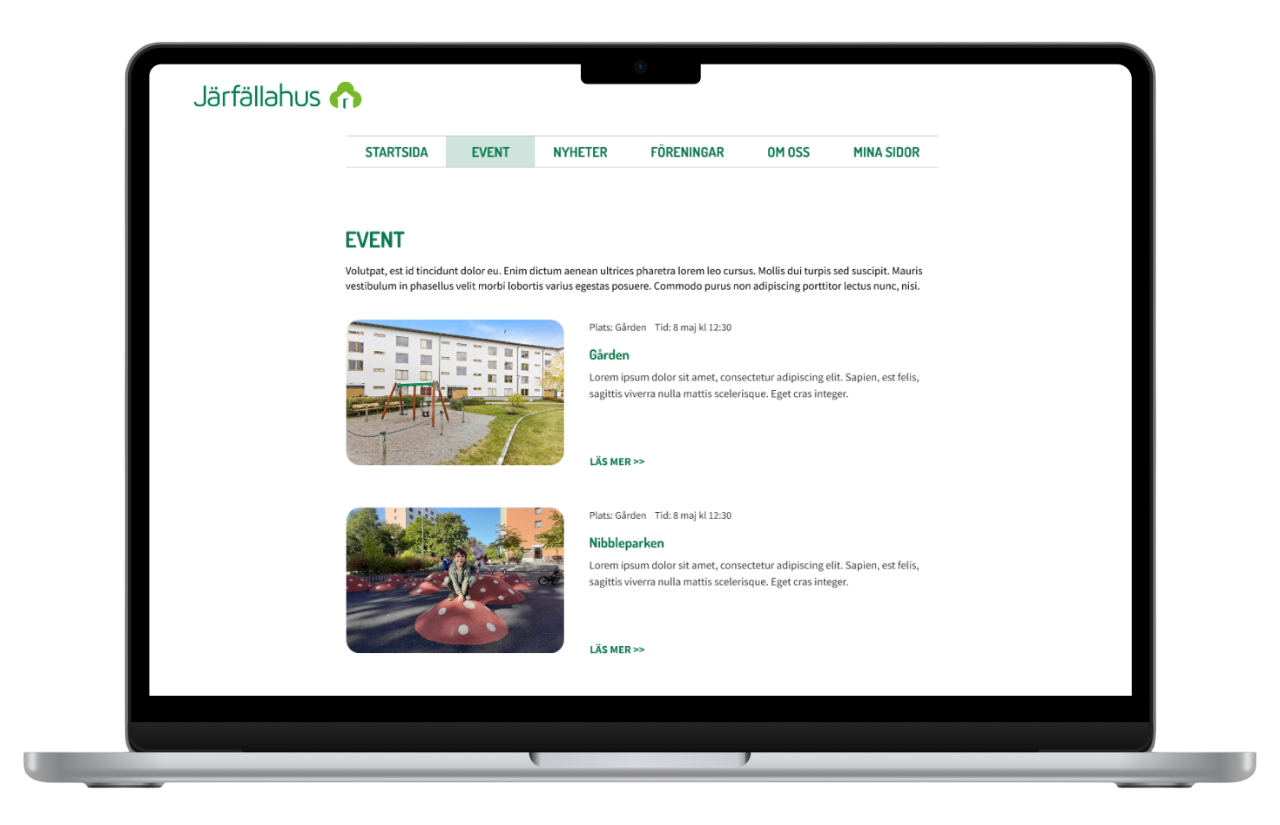 Järfällahus
STARTSIDA EVENT NYHETER FÖRENINGAR OM OSS MINA SIDOR
EVENT
Volutpat, est id tincidunt dolor eu. Enim dictum aenean ultrices pharetra lorem leo cursus. Mollis dui turpis sed suscipit. Mauris
vestibulum in phasellus velit morbi lobortis varius egestas posuere. Commodo purus non adipiscing porttitor lectus nunc, nisi.
Plats: Gården Tid: 8 maj kl 12:30
Gården
Lorem ipsum dolor sit amet, consectetur adipiscing elit. Sapien, est felis,
sagittis viverra nulla mattis scelerisque. Eget cras integer.
LÄS MER >>
Plats: Gården Tid: 8 maj kl 12:30
Nibbleparken
Lorem ipsum dolor sit amet, consectetur adipiscing elit. Sapien, est felis,
sagittis viverra nulla mattis scelerisque. Eget cras integer.
LÄS MER >>